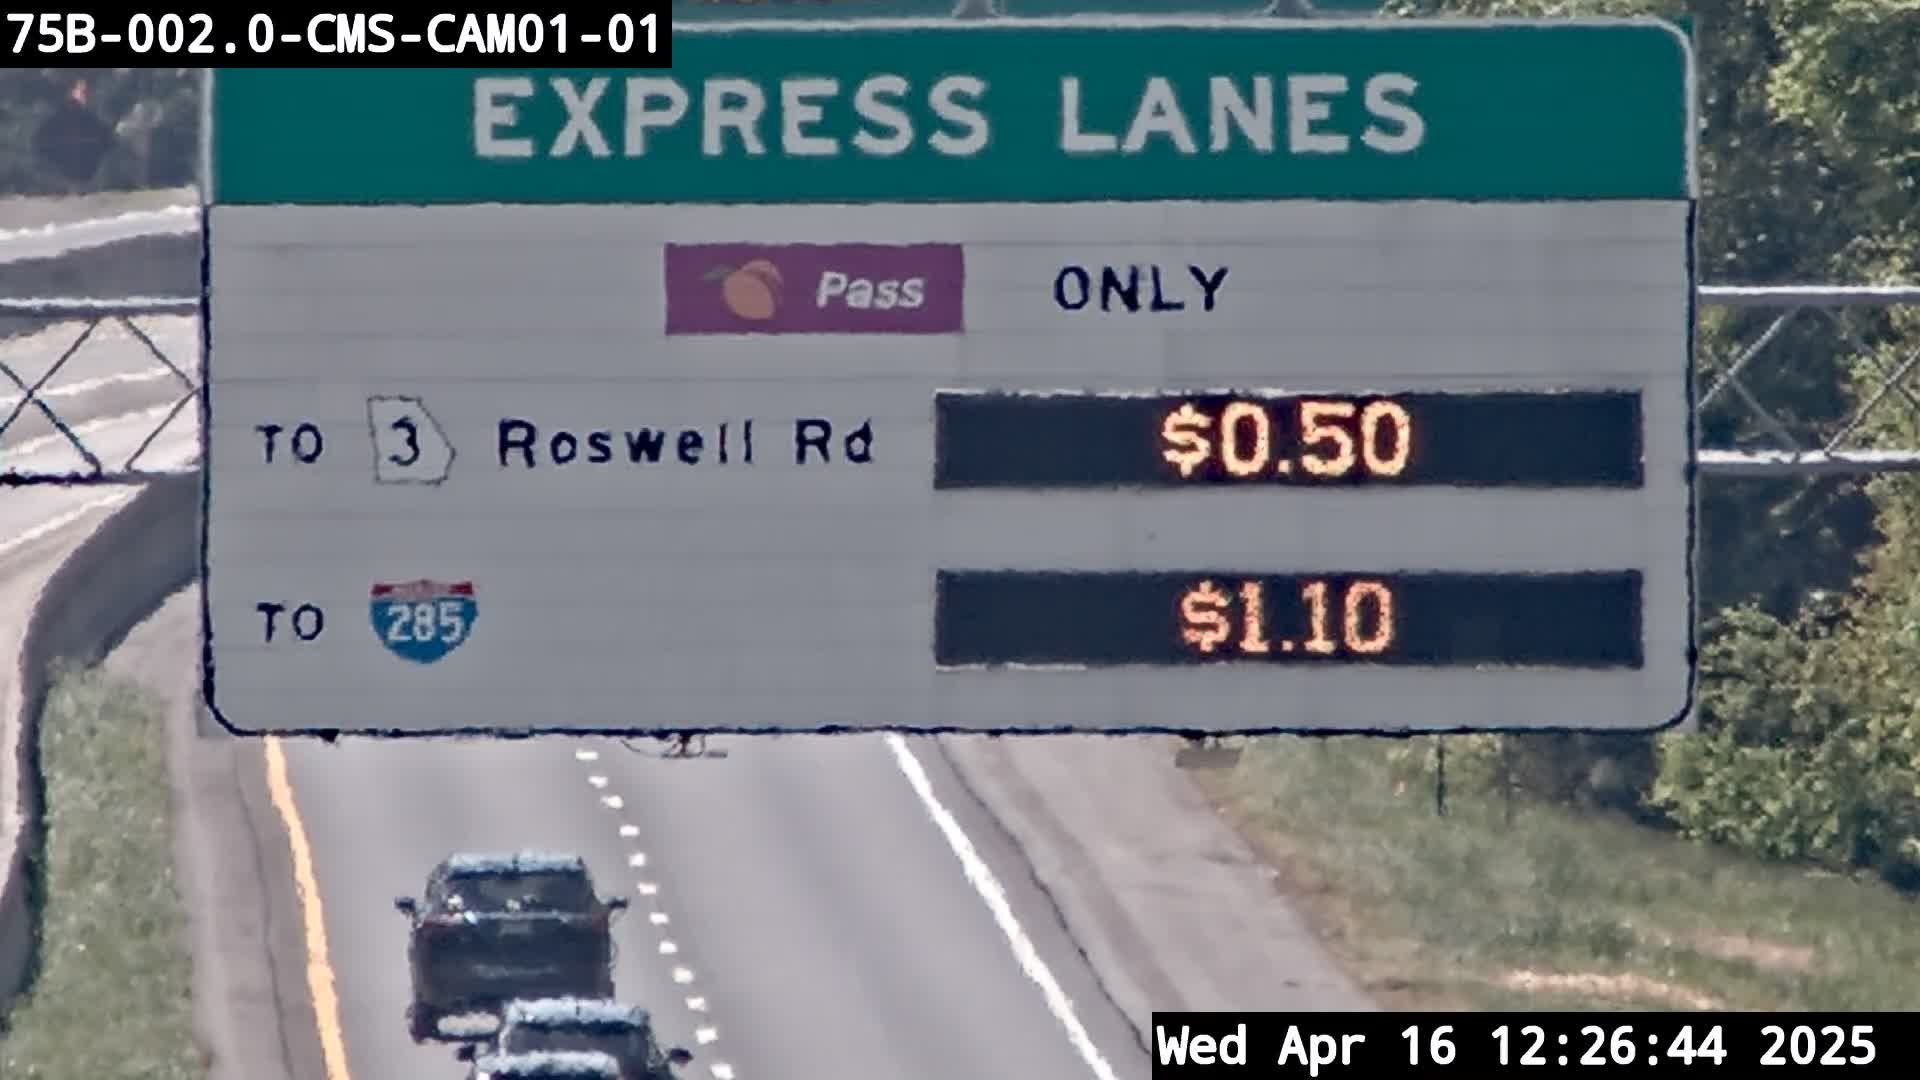 75B-002.0-CMS-CAM01-01
EXPRESS LANES
Pass ONLY
TO 3 Roswell Rd $0.50
TO 285 $1.10
Wed Apr 16 12:26:44 2025